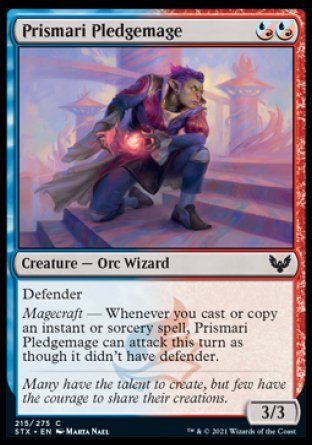 Prismari Pledgemage
Creature — Orc Wizard
Defender
Magecraft — Whenever you cast or copy
an instant or sorcery spell, Prismari
Pledgemage can attack this turn as
though it didn't have defender.
Many have the talent to create, but few have
the courage to share their creations.
3/3
215/275 C
STX • EN Marta Nael
™ & © 2021 Wizards of the Coast